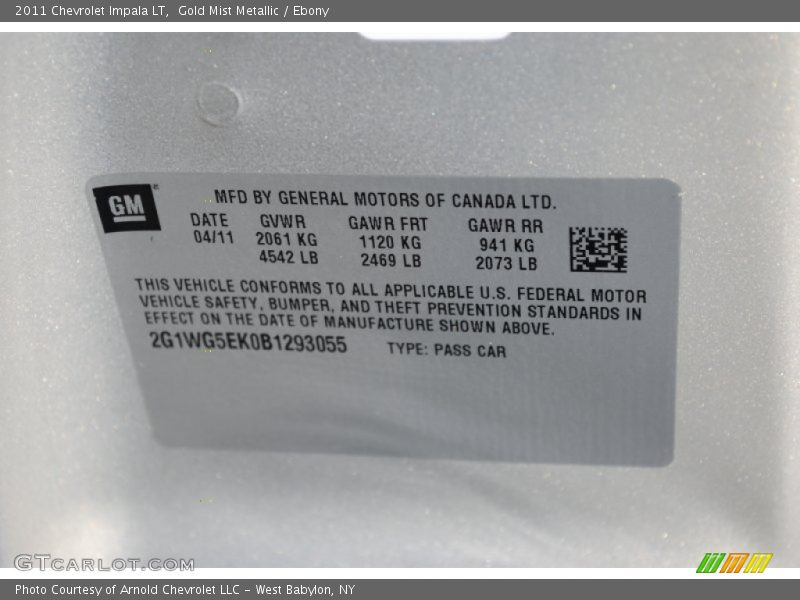 2011 Chevrolet Impala LT,  Gold Mist Metallic / Ebony
GM
MFD BY GENERAL MOTORS OF CANADA LTD.
DATE GVWR GAWR FRT GAWR RR
04/11 2061 KG 1120 KG 941 KG
4542 LB 2469 LB 2073 LB
THIS VEHICLE CONFORMS TO ALL APPLICABLE U.S. FEDERAL MOTOR
VEHICLE SAFETY, BUMPER, AND THEFT PREVENTION STANDARDS IN
EFFECT ON THE DATE OF MANUFACTURE SHOWN ABOVE.
2G1WG5EK0B1293055 TYPE: PASS CAR
GTCARLOT.COM
Photo Courtesy of Arnold Chevrolet LLC - West Babylon, NY